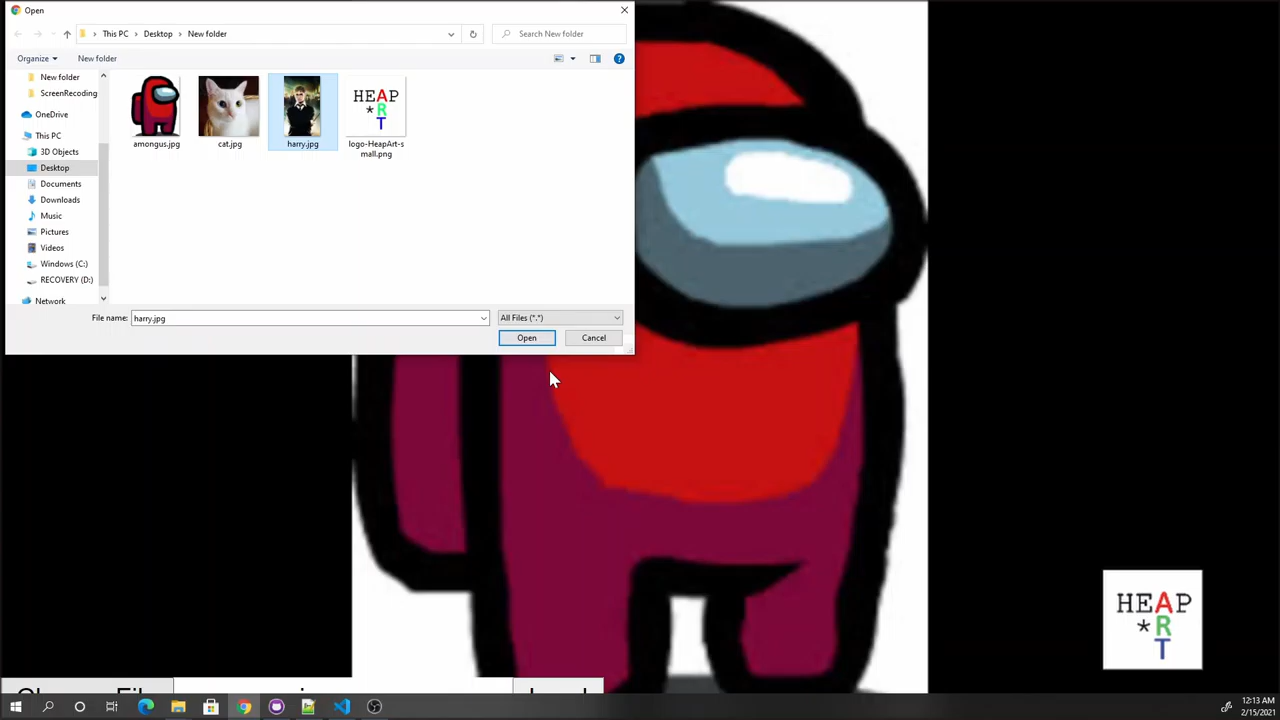 Open
This PC
Desktop
New folder
Search New folder
Organize
New folder
New folder
ScreenRecoding
OneDrive
This PC
3D Objects
Desktop
Documents
Downloads
Music
Pictures
Videos
Windows (C:)
RECOVERY (D:)
Network
amongus.jpg
cat.jpg
harry.jpg
HEAP
*R
T
logo-HeapArt-s
mall.png
File name:
harry.jpg
All Files (*.*)
Open
Cancel
HEAP
*R
T
12:13 AM
2/15/2021